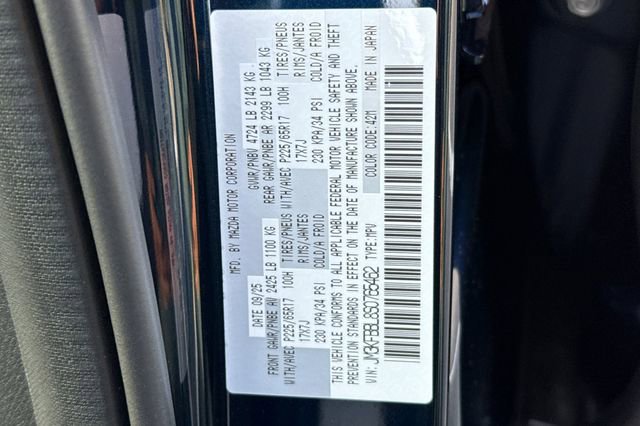 MFD. BY MAZDA MOTOR CORPORATION
DATE 09/25 GVWR/PNBV 4724 LB 2143 KG
FRONT GAWR/PNBE AV 2425 LB 1100 KG REAR GAWR/PNBE AR 2299 LB 1043 KG
WITH/AVEC P225/65R17 100H TIRES/PNEUS WITH/AVEC P225/65R17 100H TIRES/PNEUS
17X7J RIMS/JANTES 17X7J RIMS/JANTES
230 KPA/34 PSI COLD/A FROID 230 KPA/34 PSI COLD/A FROID
THIS VEHICLE CONFORMS TO ALL APPLICABLE FEDERAL MOTOR VEHICLE SAFETY AND THEFT
PREVENTION STANDARDS IN EFFECT ON THE DATE OF MANUFACTURE SHOWN ABOVE.
VIN: TYPE:MPV COLOR CODE:42M MADE IN JAPAN